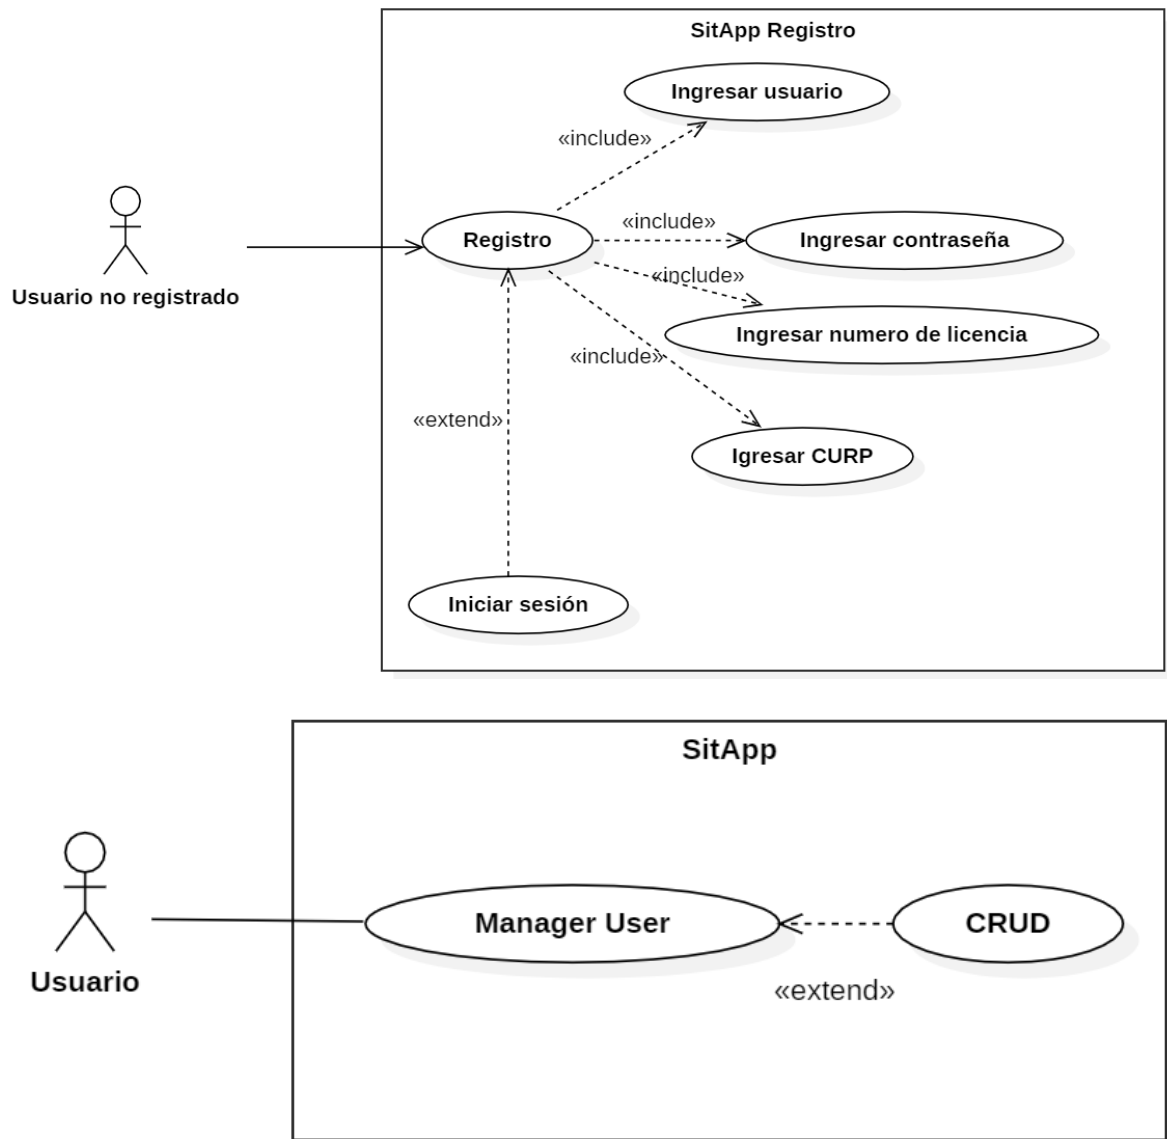 SitApp Registro
Ingresar usuario
«include»
Registro
«include»
Ingresar contraseña
«include»
Usuario no registrado
Ingresar numero de licencia
«include»
«extend»
Igresar CURP
Iniciar sesión
SitApp
Manager User
CRUD
Usuario
«extend»